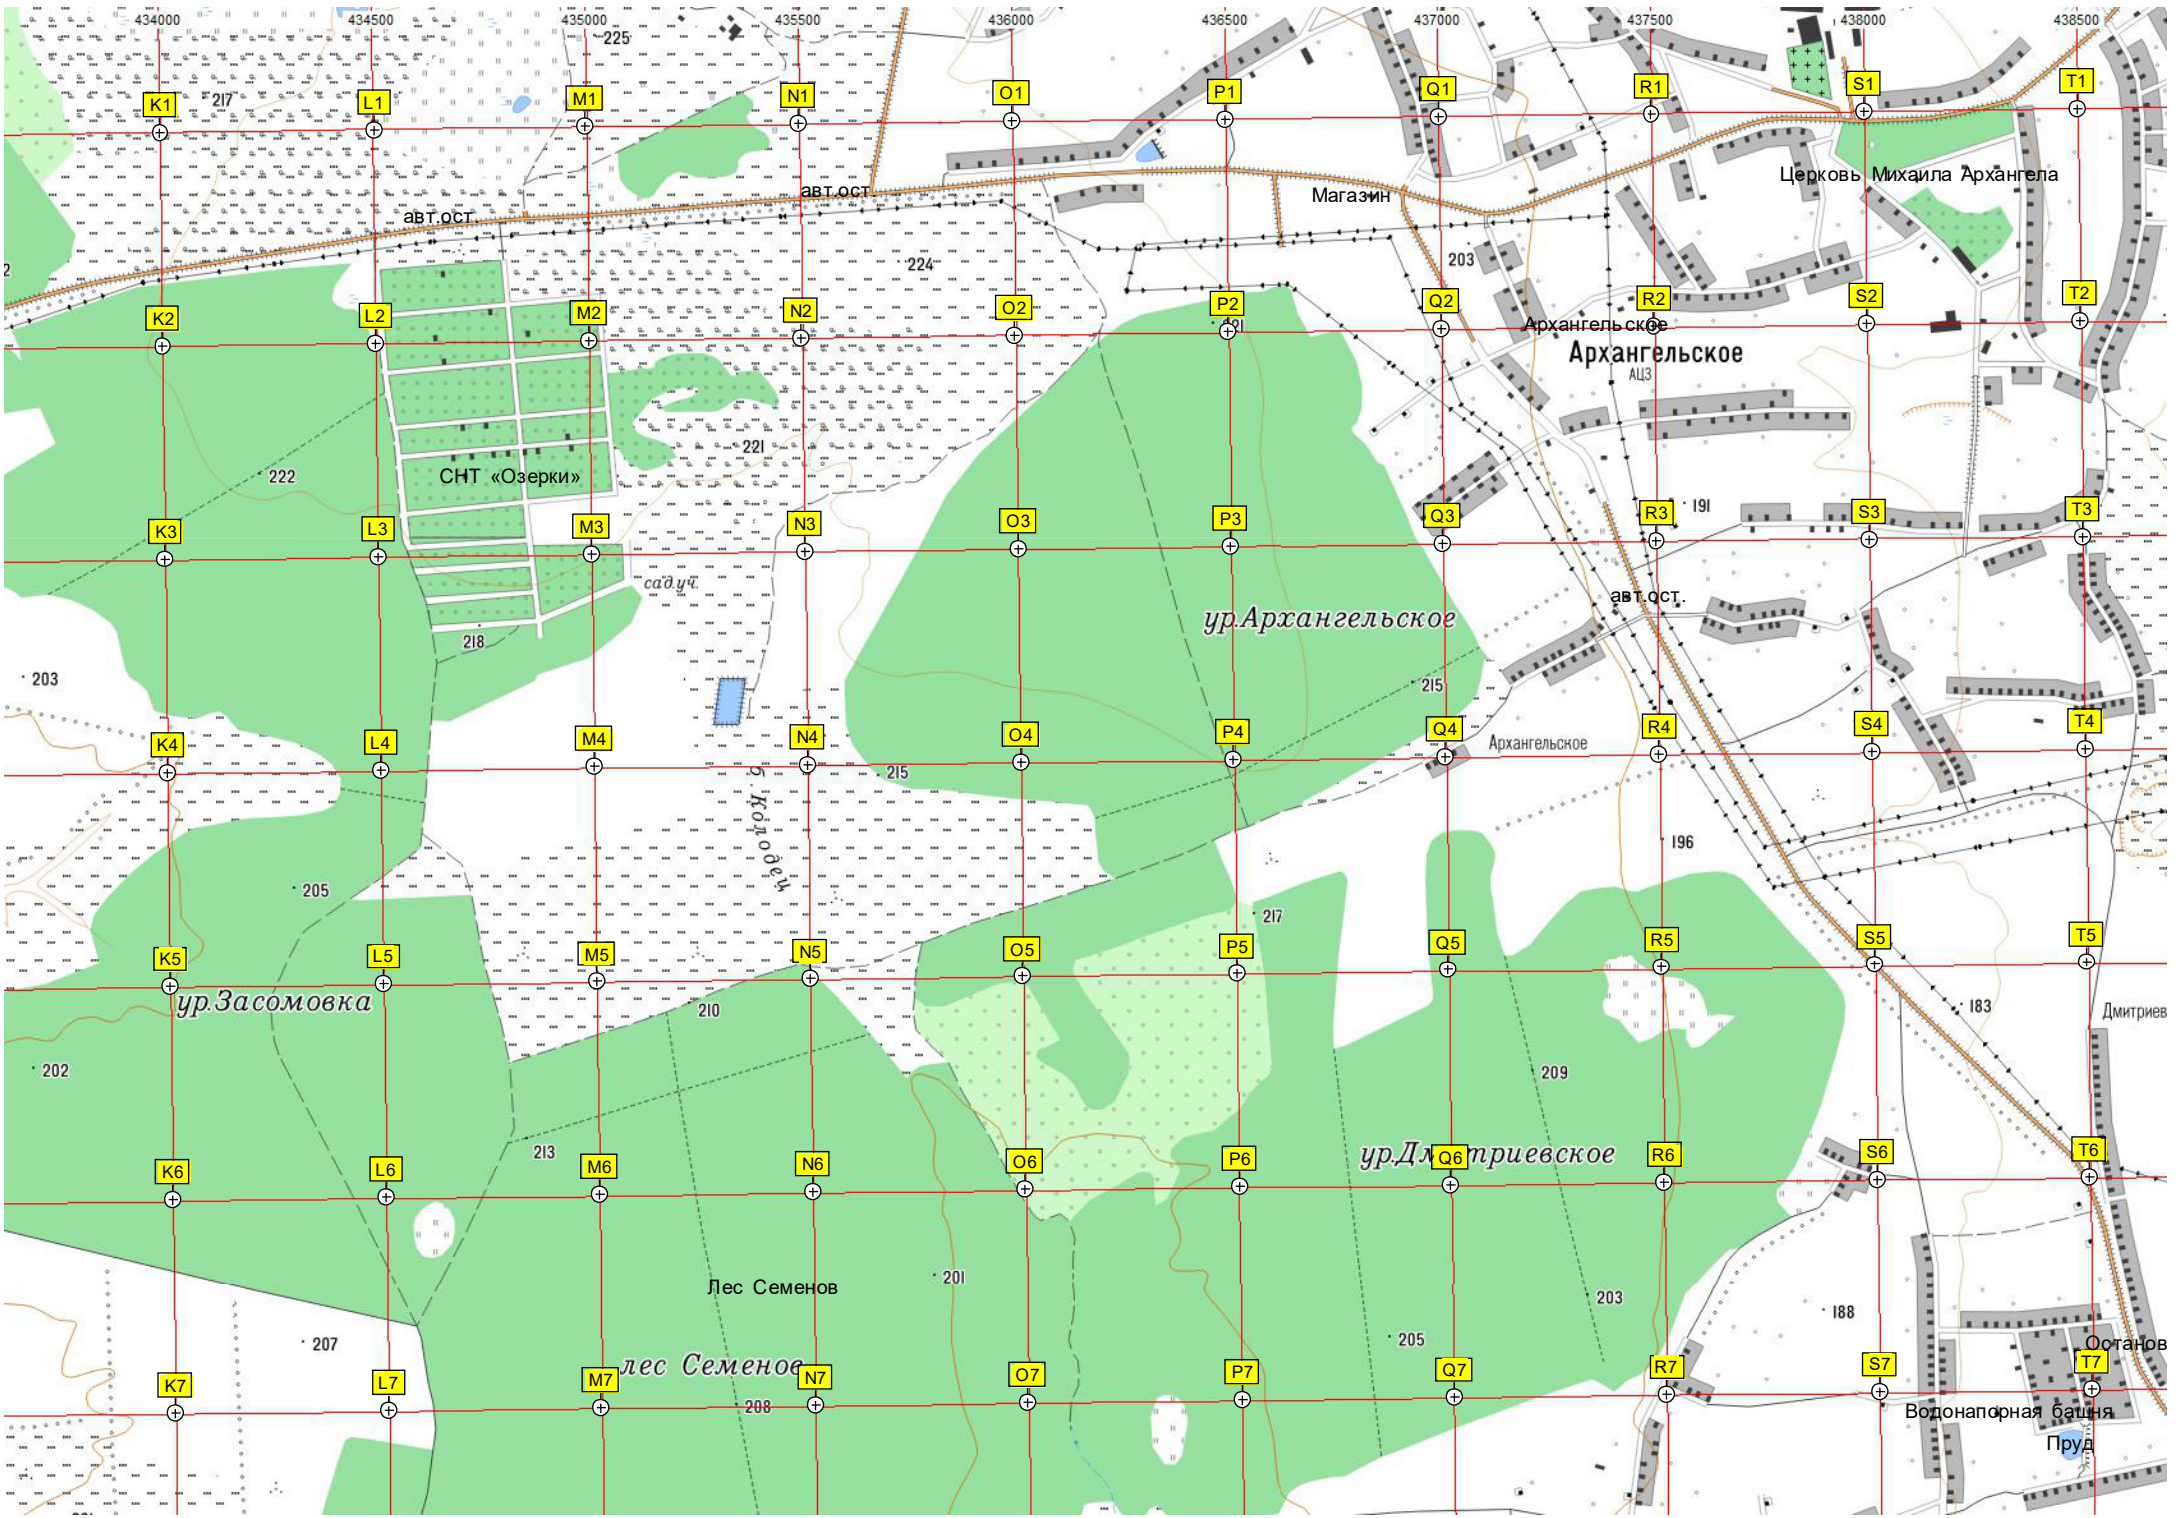 434000 434500 435000 435500 436000 436500 437000 437500 438000 438500
225
K1 217 L1 M1 N1 O1 P1 Q1 R1 S1 T1
Церковь Михаила Архангела
авт.ост. авт.ост. Магазин
224 203
K2 L2 M2 N2 O2 P2 Q2 R2 S2 T2
Архангельское
Архангельское
АЦЗ
221
222 СНТ «Озерки»
K3 L3 M3 N3 O3 P3 Q3 R3 191 S3 T3
сад.уч.
авт.ост.
ур.Архангельское
218
203 215
K4 L4 M4 N4 O4 P4 Q4 Архангельское R4 S4 T4
215
б. Колодец
196
205
217
K5 L5 M5 N5 O5 P5 Q5 R5 S5 T5
ур.Засомовка 210 183 Дмитриев
202 209
213 ур.Дмитриевское
K6 L6 M6 N6 O6 P6 Q6 R6 S6 T6
Лес Семенов 201 203
188
207 205 Останов
лес Семенов
K7 L7 M7 N7 O7 P7 Q7 R7 S7 T7
208 Водонапорная башня
Пруд